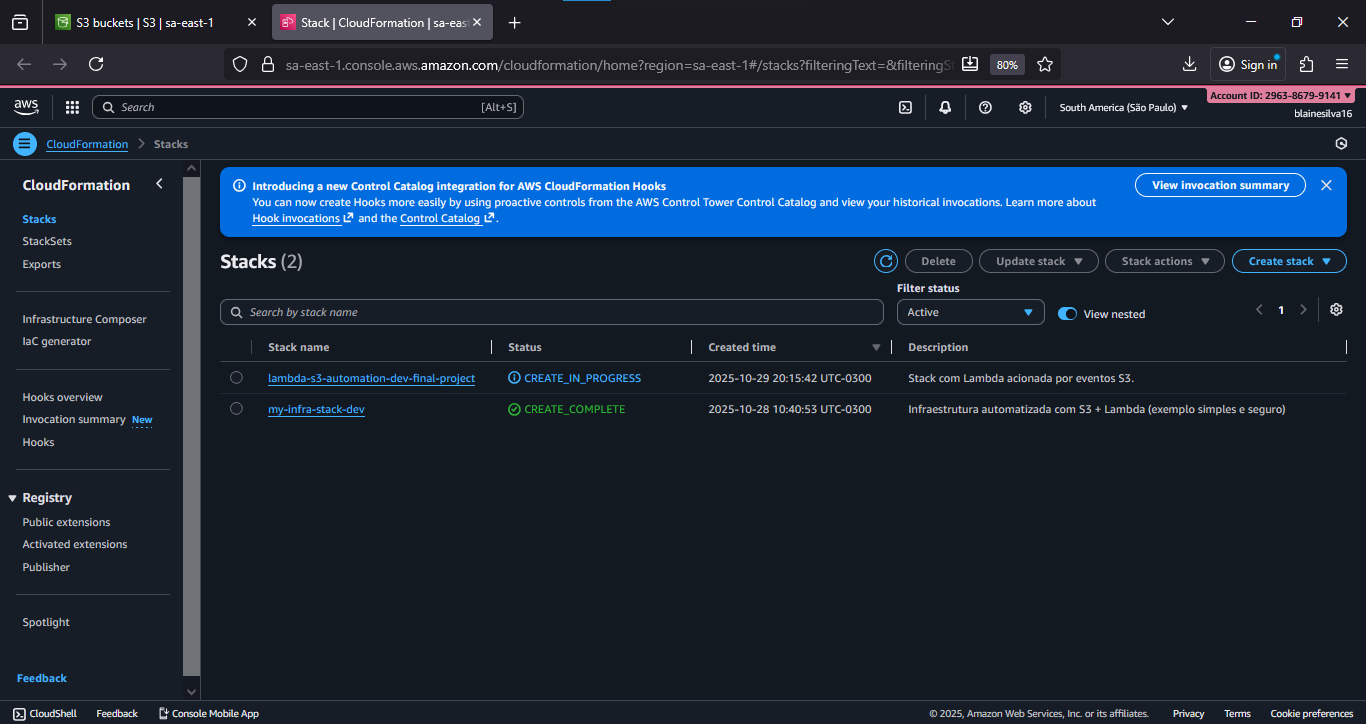 S3 buckets | S3 | sa-east-1
Stack | CloudFormation | sa-eas
sa-east-1.console.aws.amazon.com/cloudformation/home?region=sa-east-1#/stacks?filteringText=&filteringS
80%
Sign in
aws
Search
[Alt+S]
South America (São Paulo)
Account ID: 2963-8679-9141
blainesilva16
CloudFormation
Stacks
CloudFormation
Stacks
StackSets
Exports
Infrastructure Composer
IaC generator
Hooks overview
Invocation summary New
Hooks
Registry
Public extensions
Activated extensions
Publisher
Spotlight
Feedback
Introducing a new Control Catalog integration for AWS CloudFormation Hooks
You can now create Hooks more easily by using proactive controls from the AWS Control Tower Control Catalog and view your historical invocations. Learn more about
Hook invocations and the Control Catalog .
View invocation summary
Stacks (2)
Delete
Update stack
Stack actions
Create stack
Filter status
Search by stack name
Active
View nested
1
Stack name Status Created time Description
lambda-s3-automation-dev-final-project CREATE_IN_PROGRESS 2025-10-29 20:15:42 UTC-0300 Stack com Lambda acionada por eventos S3.
my-infra-stack-dev CREATE_COMPLETE 2025-10-28 10:40:53 UTC-0300 Infraestrutura automatizada com S3 + Lambda (exemplo simples e seguro)
CloudShell Feedback Console Mobile App
© 2025, Amazon Web Services, Inc. or its affiliates. Privacy Terms Cookie preferences